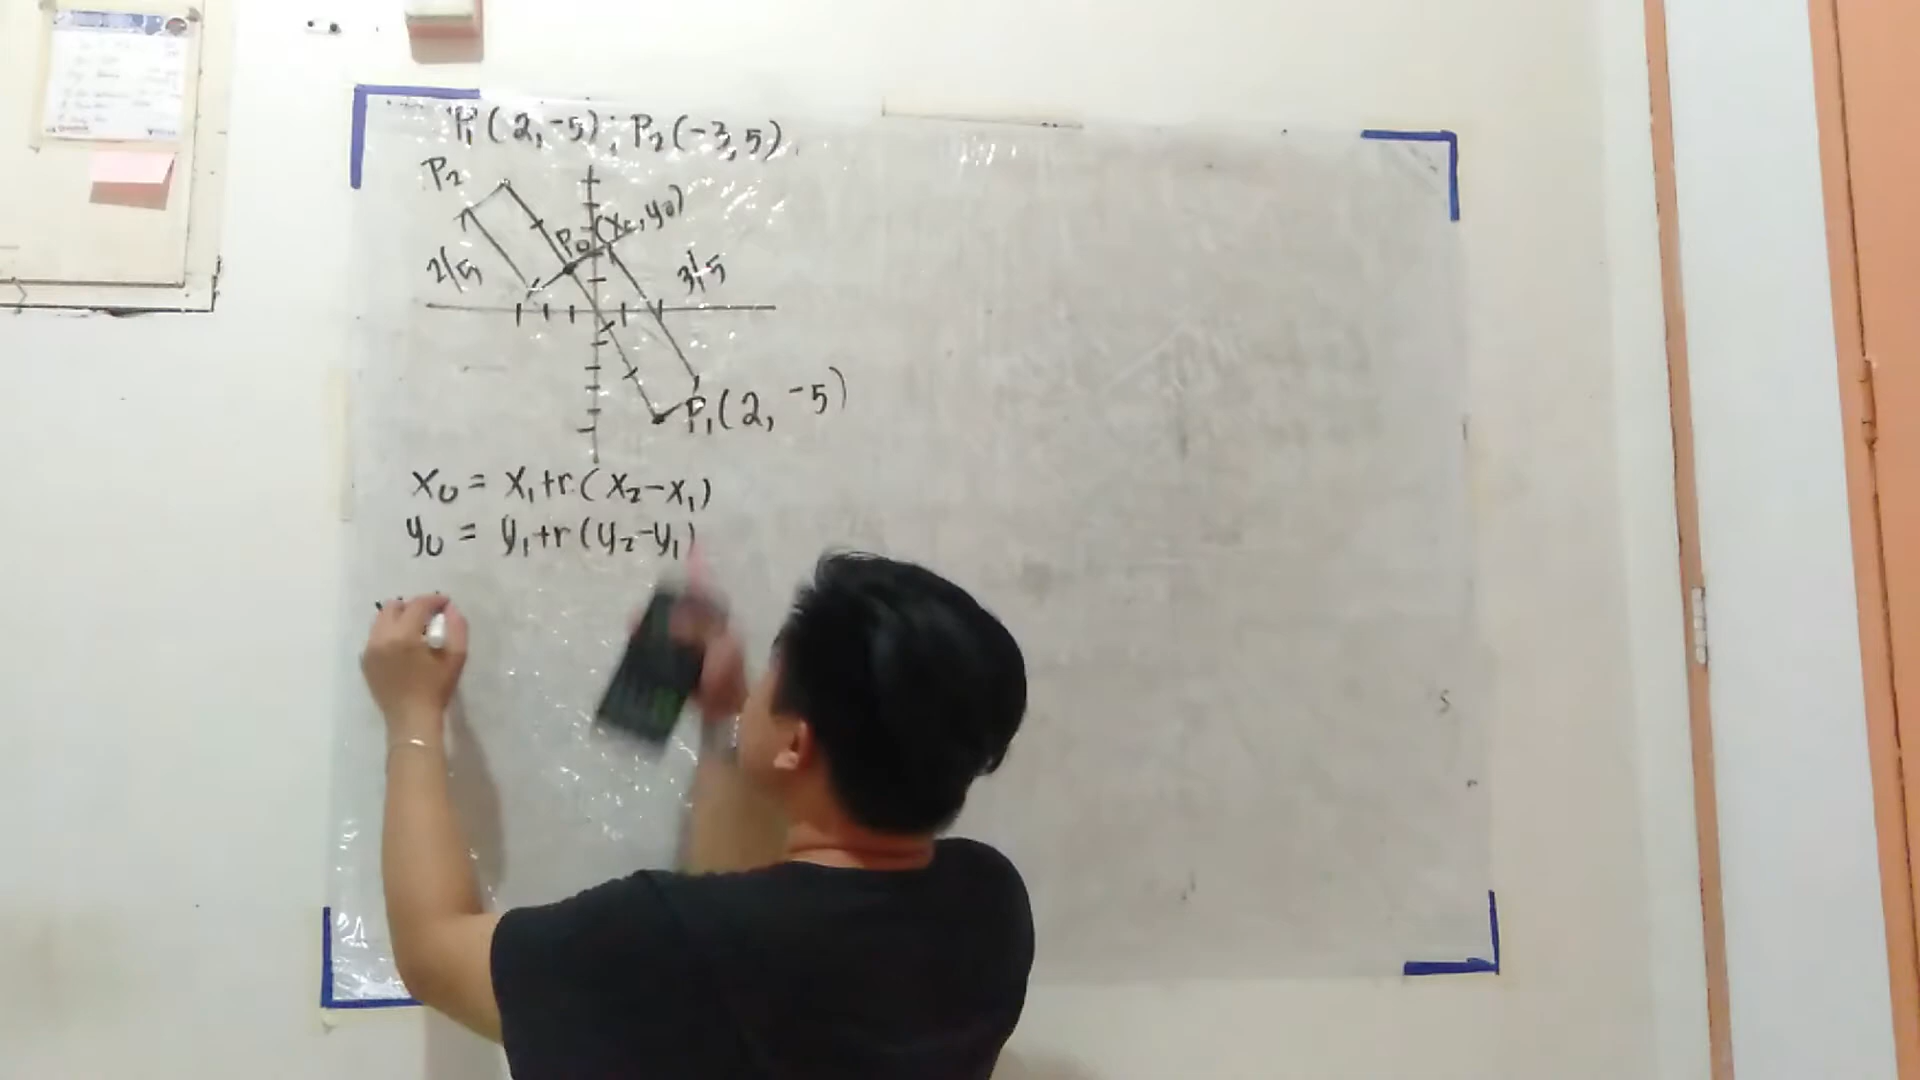 P₁(2,-5); P₂(-3,5)
P₂
P₀(x₀,y₀)
2/5
3/5
P₁(2, -5)
x₀ = x₁+r(x₂-x₁)
y₀ = y₁+r(y₂-y₁)